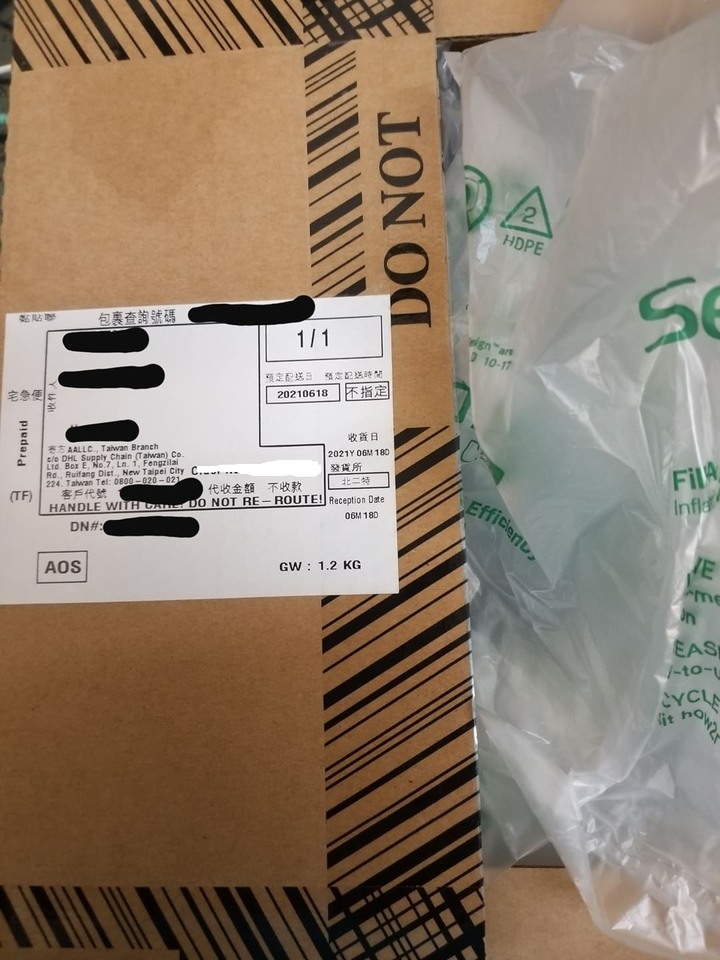 DO NOT
黏貼聯
包裹查詢號碼
1/1
預定配送日 預定配送時間
20210618 不指定
宅急便
收件人
Prepaid
(TF)
寄方 AALLC., Taiwan Branch
c/o DHL Supply Chain (Taiwan) Co.
Ltd. Box E, No.7, Ln. 1, Fengzilai
Rd., Ruifang Dist., New Taipei City
224. Taiwan Tel: 0800-020-021
客戶代號 代收金額 不收款
HANDLE WITH CARE. DO NOT RE-ROUTE!
收貨日
2021Y 06M 18D
發貨所
北二特
Reception Date
06M 18D
DN#:
AOS
GW : 1.2 KG
2
HDPE
10-17
Se
Efficiency